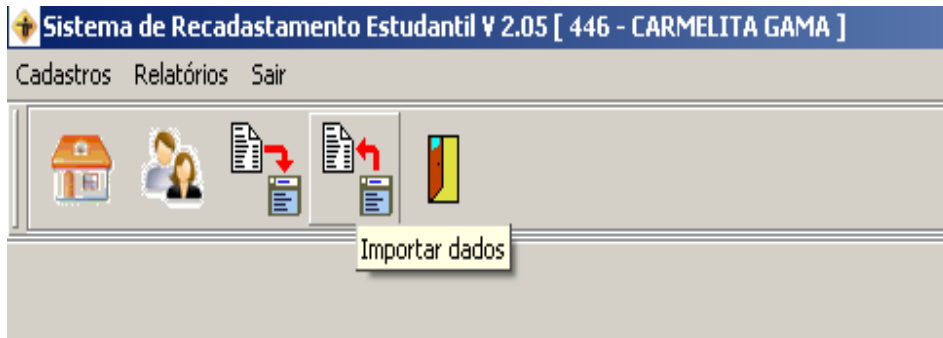 Sistema de Recadastamento Estudantil V 2.05 [ 446 - CARMELITA GAMA ]
Cadastros Relatórios Sair
Importar dados